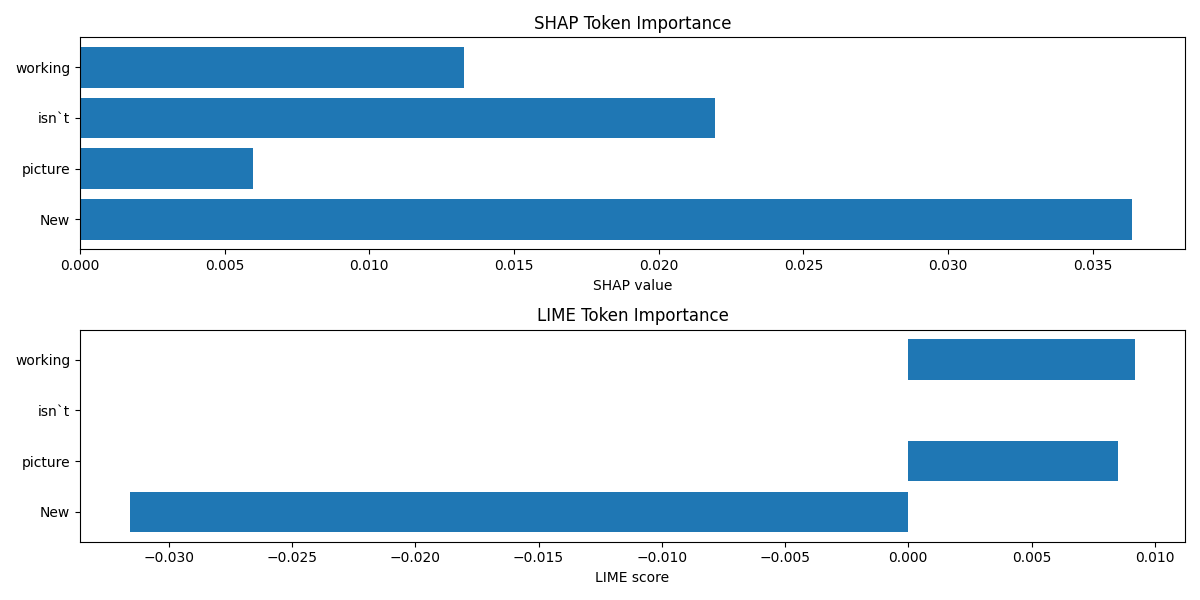 SHAP Token Importance
working
isn`t
picture
New
0.000 0.005 0.010 0.015 0.020 0.025 0.030 0.035
SHAP value
LIME Token Importance
working
isn`t
picture
New
−0.030 −0.025 −0.020 −0.015 −0.010 −0.005 0.000 0.005 0.010
LIME score